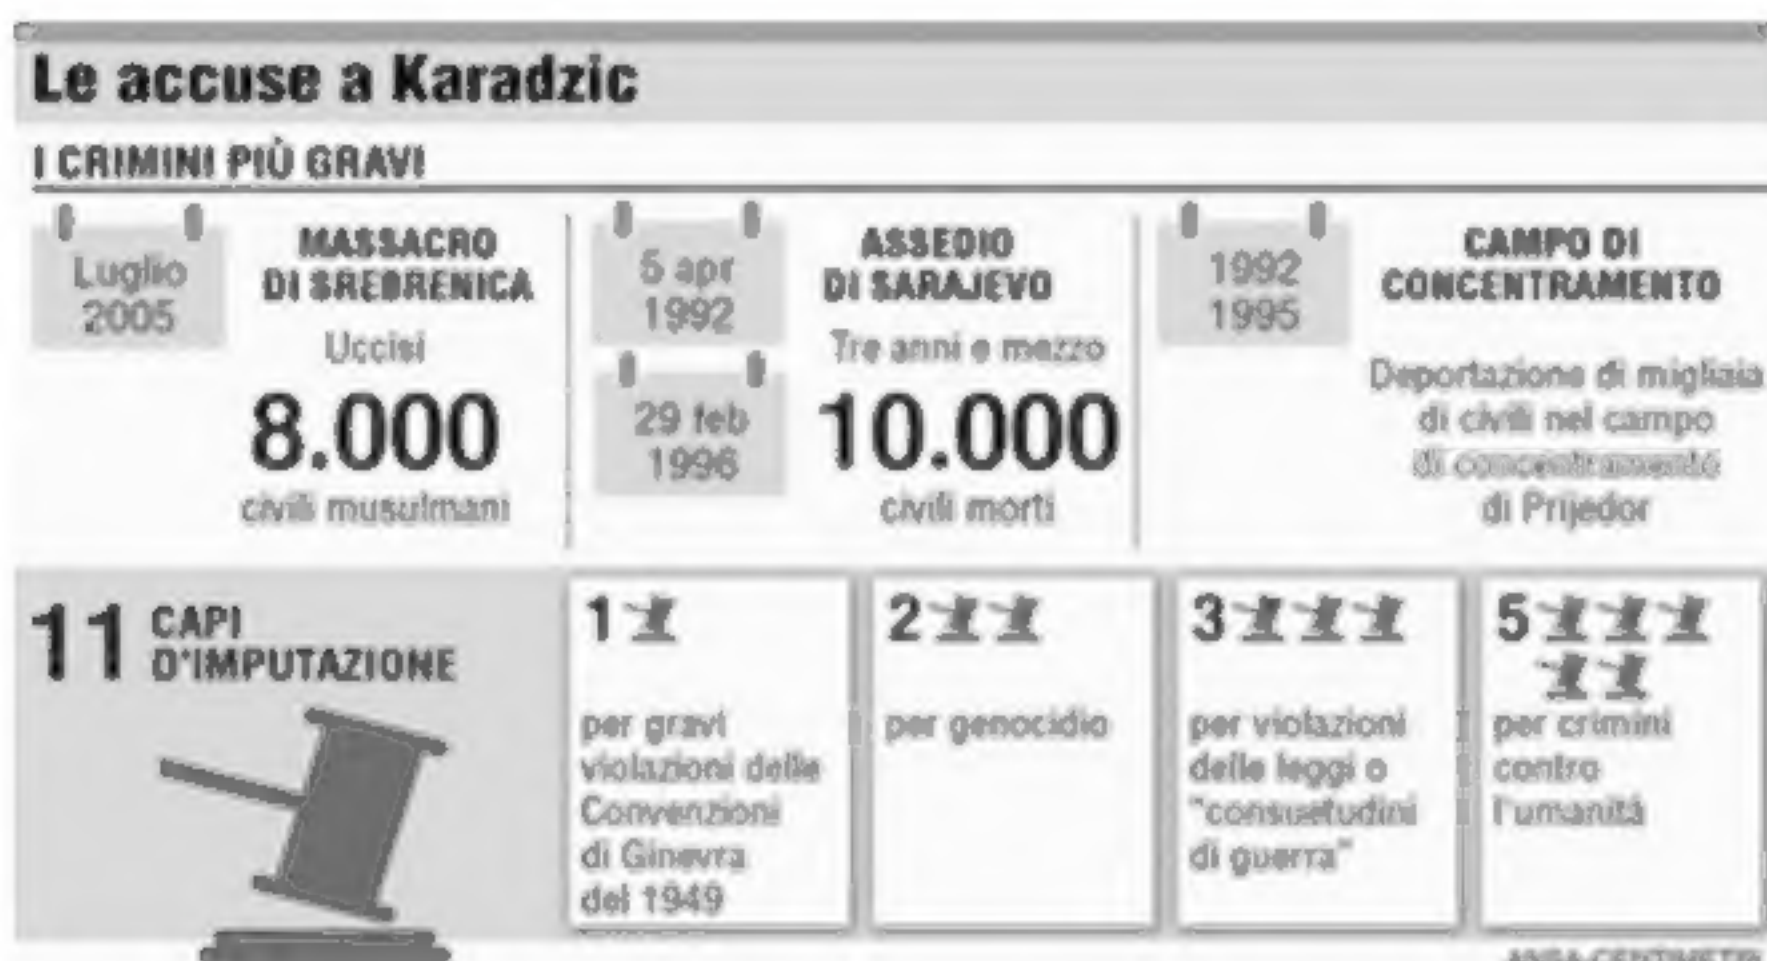 Le accuse a Karadzic
I CRIMINI PIÙ GRAVI
Luglio
2005
MASSACRO
DI SREBRENICA
Uccisi
8.000
civili musulmani
5 apr
1992
29 feb
1996
ASSEDIO
DI SARAJEVO
Tre anni e mezzo
10.000
civili morti
1992
1995
CAMPO DI
CONCENTRAMENTO
Deportazione di migliaia
di civili nel campo
di concentramento
di Prijedor
11 CAPI
D'IMPUTAZIONE
1
per gravi
violazioni delle
Convenzioni
di Ginevra
del 1949
2
per genocidio
3
per violazioni
delle leggi o
"consuetudini
di guerra"
5
per crimini
contro
l'umanità
ANSA-CENTIMETRI